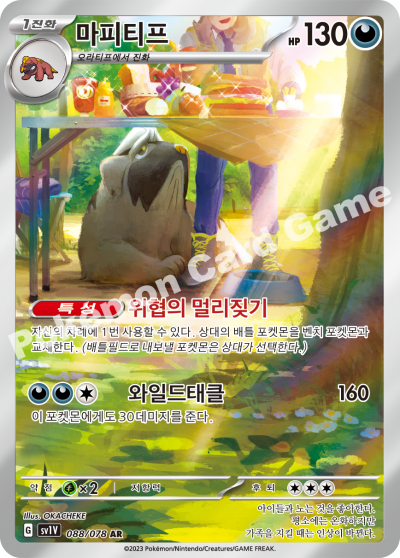 1진화
마피티프
HP 130
오라티프에서 진화
특성 위협의 멀리짖기
자신의 차례에 1번 사용할 수 있다. 상대의 배틀 포켓몬을 벤치 포켓몬과
교체한다. (배틀필드로 내보낼 포켓몬은 상대가 선택한다.)
와일드태클 160
이 포켓몬에게도 30데미지를 준다.
약점 ×2 저항력 후퇴
Illus. OKACHEKE
G sv1V 088/078 AR
아이들과 노는 것을 좋아한다.
평소에는 온화하지만
가족을 지킬 때는 인상이 바뀐다.
©2023 Pokémon/Nintendo/Creatures/GAME FREAK.
Pokémon Card Game